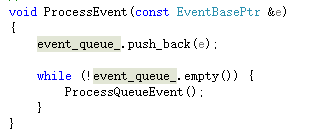 void ProcessEvent(const EventBasePtr &e)
{
event_queue_.push_back(e);
while (!event_queue_.empty()) {
ProcessQueueEvent();
}
}